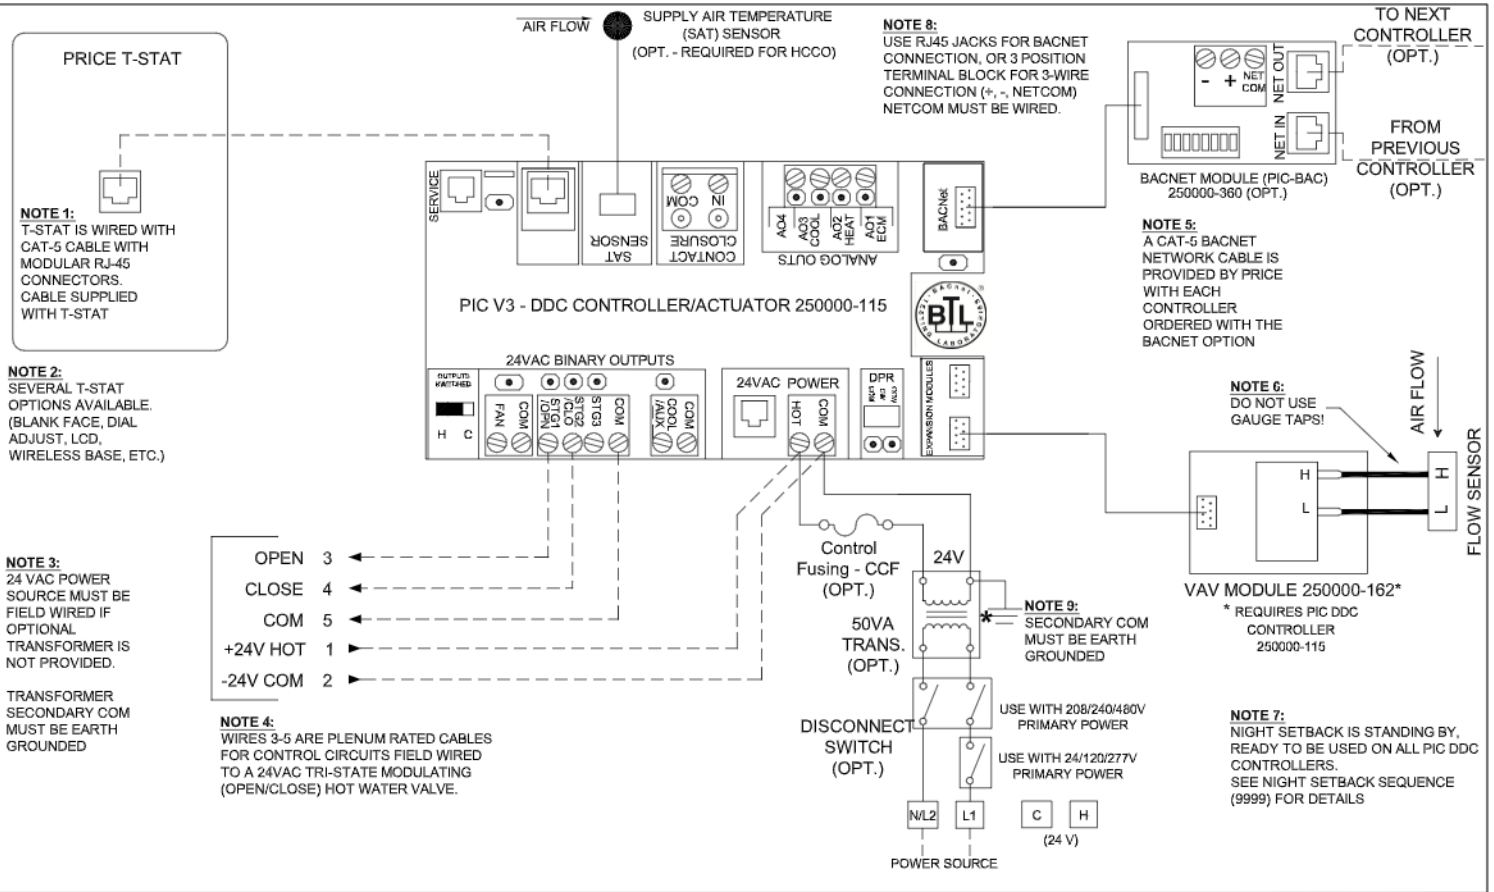 AIR FLOW
SUPPLY AIR TEMPERATURE
(SAT) SENSOR
(OPT. - REQUIRED FOR HCCO)
PRICE T-STAT
NOTE 1:
T-STAT IS WIRED WITH
CAT-5 CABLE WITH
MODULAR RJ-45
CONNECTORS.
CABLE SUPPLIED
WITH T-STAT
NOTE 2:
SEVERAL T-STAT
OPTIONS AVAILABLE.
(BLANK FACE, DIAL
ADJUST, LCD,
WIRELESS BASE, ETC.)
NOTE 8:
USE RJ45 JACKS FOR BACNET
CONNECTION, OR 3 POSITION
TERMINAL BLOCK FOR 3-WIRE
CONNECTION (+, -, NETCOM)
NETCOM MUST BE WIRED.
TO NEXT
CONTROLLER
(OPT.)
- + NET
COM
NET OUT
NET IN
FROM
PREVIOUS
CONTROLLER
(OPT.)
BACNET MODULE (PIC-BAC)
250000-360 (OPT.)
NOTE 5:
A CAT-5 BACNET
NETWORK CABLE IS
PROVIDED BY PRICE
WITH EACH
CONTROLLER
ORDERED WITH THE
BACNET OPTION
SERVICE
SAT
SENSOR
COM
IN
CONTACT
CLOSURE
AO4
AO3
COOL
AO2
HEAT
AO1
ECM
ANALOG OUTS
BACNet
BTL
PIC V3 - DDC CONTROLLER/ACTUATOR 250000-115
24VAC BINARY OUTPUTS
OUTPUTS
H C
FAN
COM
STG1
/OPN
STG2
/CLO
STG3
COM
COOL
/AUX
COM
24VAC POWER
HOT
COM
DPR
EXPANSION MODULES
NOTE 6:
DO NOT USE
GAUGE TAPS!
AIR FLOW
H
L
H
L
FLOW SENSOR
VAV MODULE 250000-162*
* REQUIRES PIC DDC
CONTROLLER
250000-115
NOTE 3:
24 VAC POWER
SOURCE MUST BE
FIELD WIRED IF
OPTIONAL
TRANSFORMER IS
NOT PROVIDED.
TRANSFORMER
SECONDARY COM
MUST BE EARTH
GROUNDED
OPEN 3
CLOSE 4
COM 5
+24V HOT 1
-24V COM 2
NOTE 4:
WIRES 3-5 ARE PLENUM RATED CABLES
FOR CONTROL CIRCUITS FIELD WIRED
TO A 24VAC TRI-STATE MODULATING
(OPEN/CLOSE) HOT WATER VALVE.
Control
Fusing - CCF
(OPT.)
24V
50VA
TRANS.
(OPT.)
*
NOTE 9:
SECONDARY COM
MUST BE EARTH
GROUNDED
DISCONNECT
SWITCH
(OPT.)
USE WITH 208/240/480V
PRIMARY POWER
USE WITH 24/120/277V
PRIMARY POWER
N/L2 L1 C H
(24 V)
POWER SOURCE
NOTE 7:
NIGHT SETBACK IS STANDING BY,
READY TO BE USED ON ALL PIC DDC
CONTROLLERS.
SEE NIGHT SETBACK SEQUENCE
(9999) FOR DETAILS